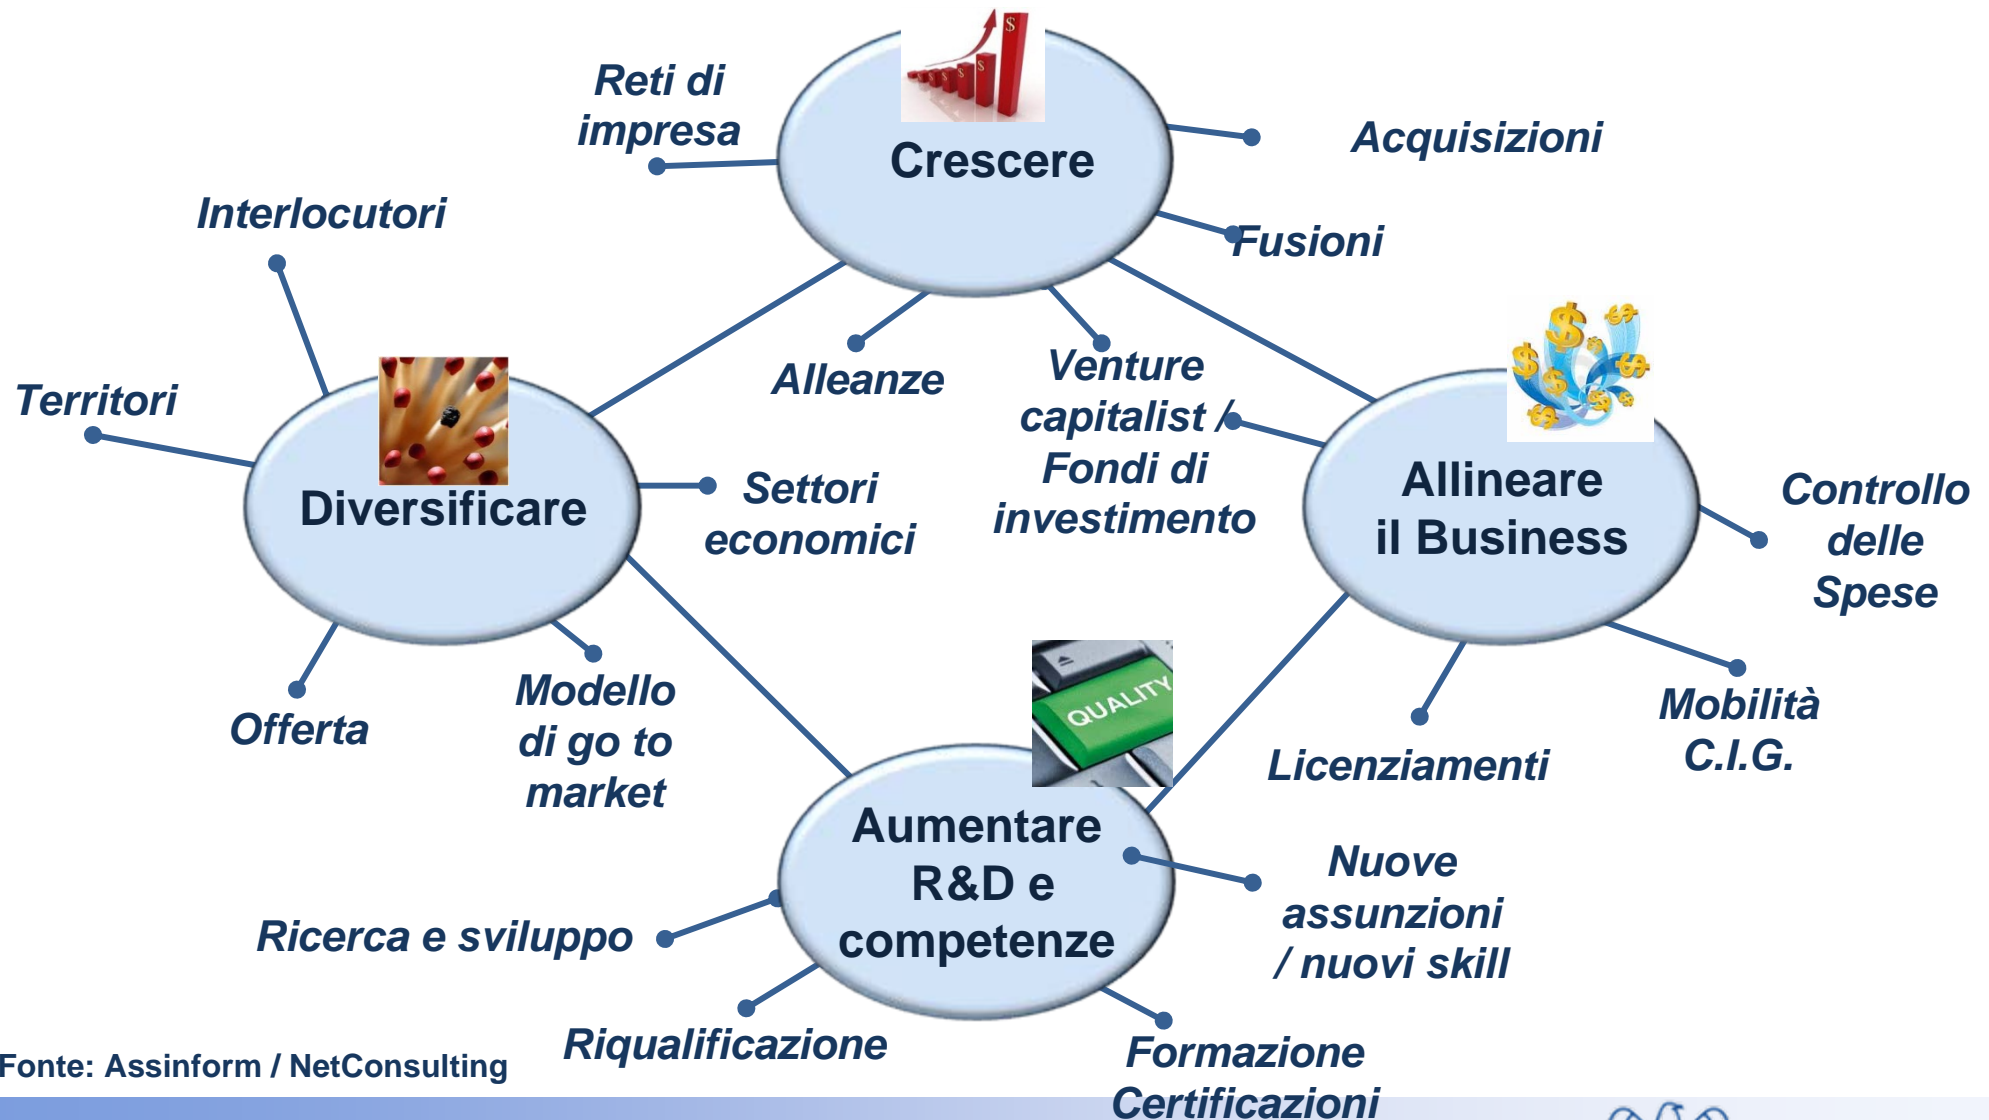 Reti di
impresa
Crescere
Acquisizioni
Fusioni
Interlocutori
Territori
Alleanze
Venture
capitalist /
Fondi di
investimento
Diversificare
Settori
economici
Allineare
il Business
Controllo
delle
Spese
Offerta
Modello
di go to
market
QUALITY
Licenziamenti
Mobilità
C.I.G.
Aumentare
R&D e
competenze
Nuove
assunzioni
/ nuovi skill
Ricerca e sviluppo
Riqualificazione
Formazione
Certificazioni
Fonte: Assinform / NetConsulting